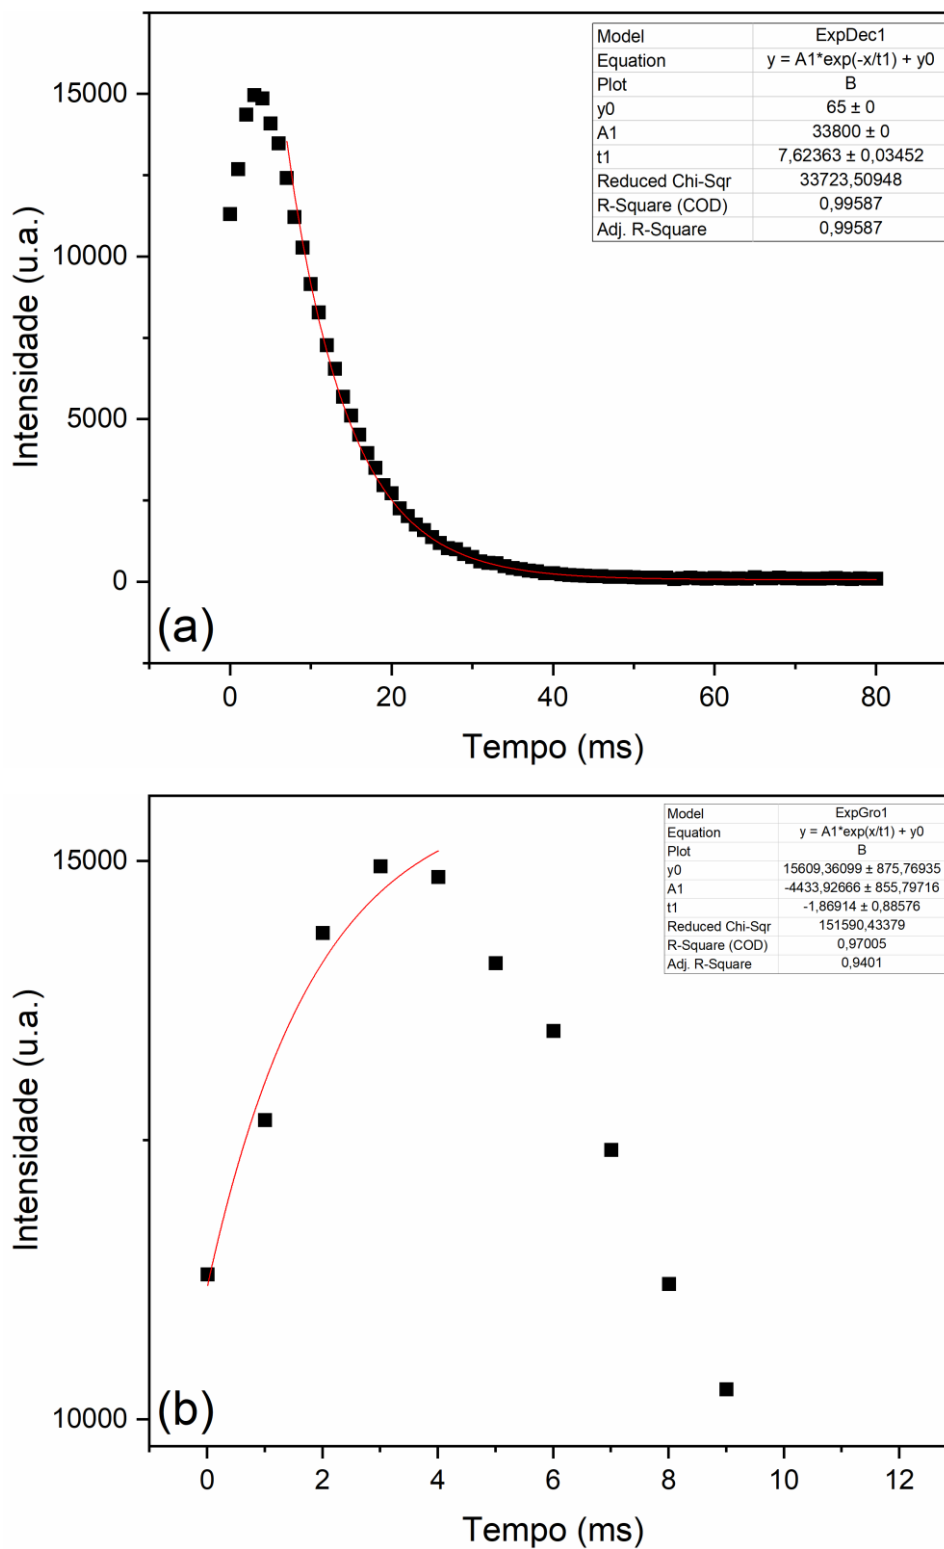 Model ExpDec1
Equation y = A1*exp(-x/t1) + y0
Plot B
y0 65 ± 0
A1 33800 ± 0
t1 7,62363 ± 0,03452
Reduced Chi-Sqr 33723,50948
R-Square (COD) 0,99587
Adj. R-Square 0,99587
15000
10000
5000
0
Intensidade (u.a.)
(a)
0 20 40 60 80
Tempo (ms)
Model ExpGro1
Equation y = A1*exp(x/t1) + y0
Plot B
y0 15609,36099 ± 875,76935
A1 -4433,92666 ± 855,79716
t1 -1,86914 ± 0,88576
Reduced Chi-Sqr 151590,43379
R-Square (COD) 0,97005
Adj. R-Square 0,9401
15000
10000
Intensidade (u.a.)
(b)
0 2 4 6 8 10 12
Tempo (ms)